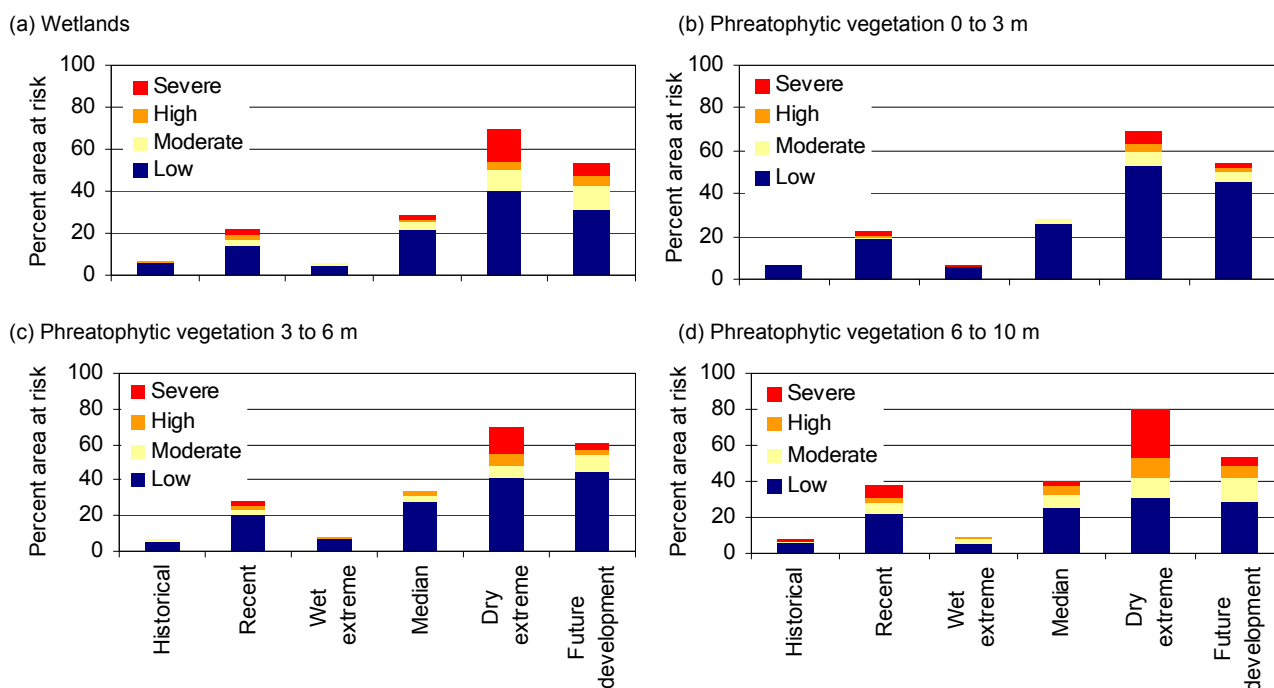 (a) Wetlands
Percent area at risk
100
80
60
40
20
0
Severe
High
Moderate
Low
(b) Phreatophytic vegetation 0 to 3 m
Percent area at risk
100
80
60
40
20
0
Severe
High
Moderate
Low
(c) Phreatophytic vegetation 3 to 6 m
Percent area at risk
100
80
60
40
20
0
Severe
High
Moderate
Low
Historical
Recent
Wet
extreme
Median
Dry
extreme
Future
development
(d) Phreatophytic vegetation 6 to 10 m
Percent area at risk
100
80
60
40
20
0
Severe
High
Moderate
Low
Historical
Recent
Wet
extreme
Median
Dry
extreme
Future
development